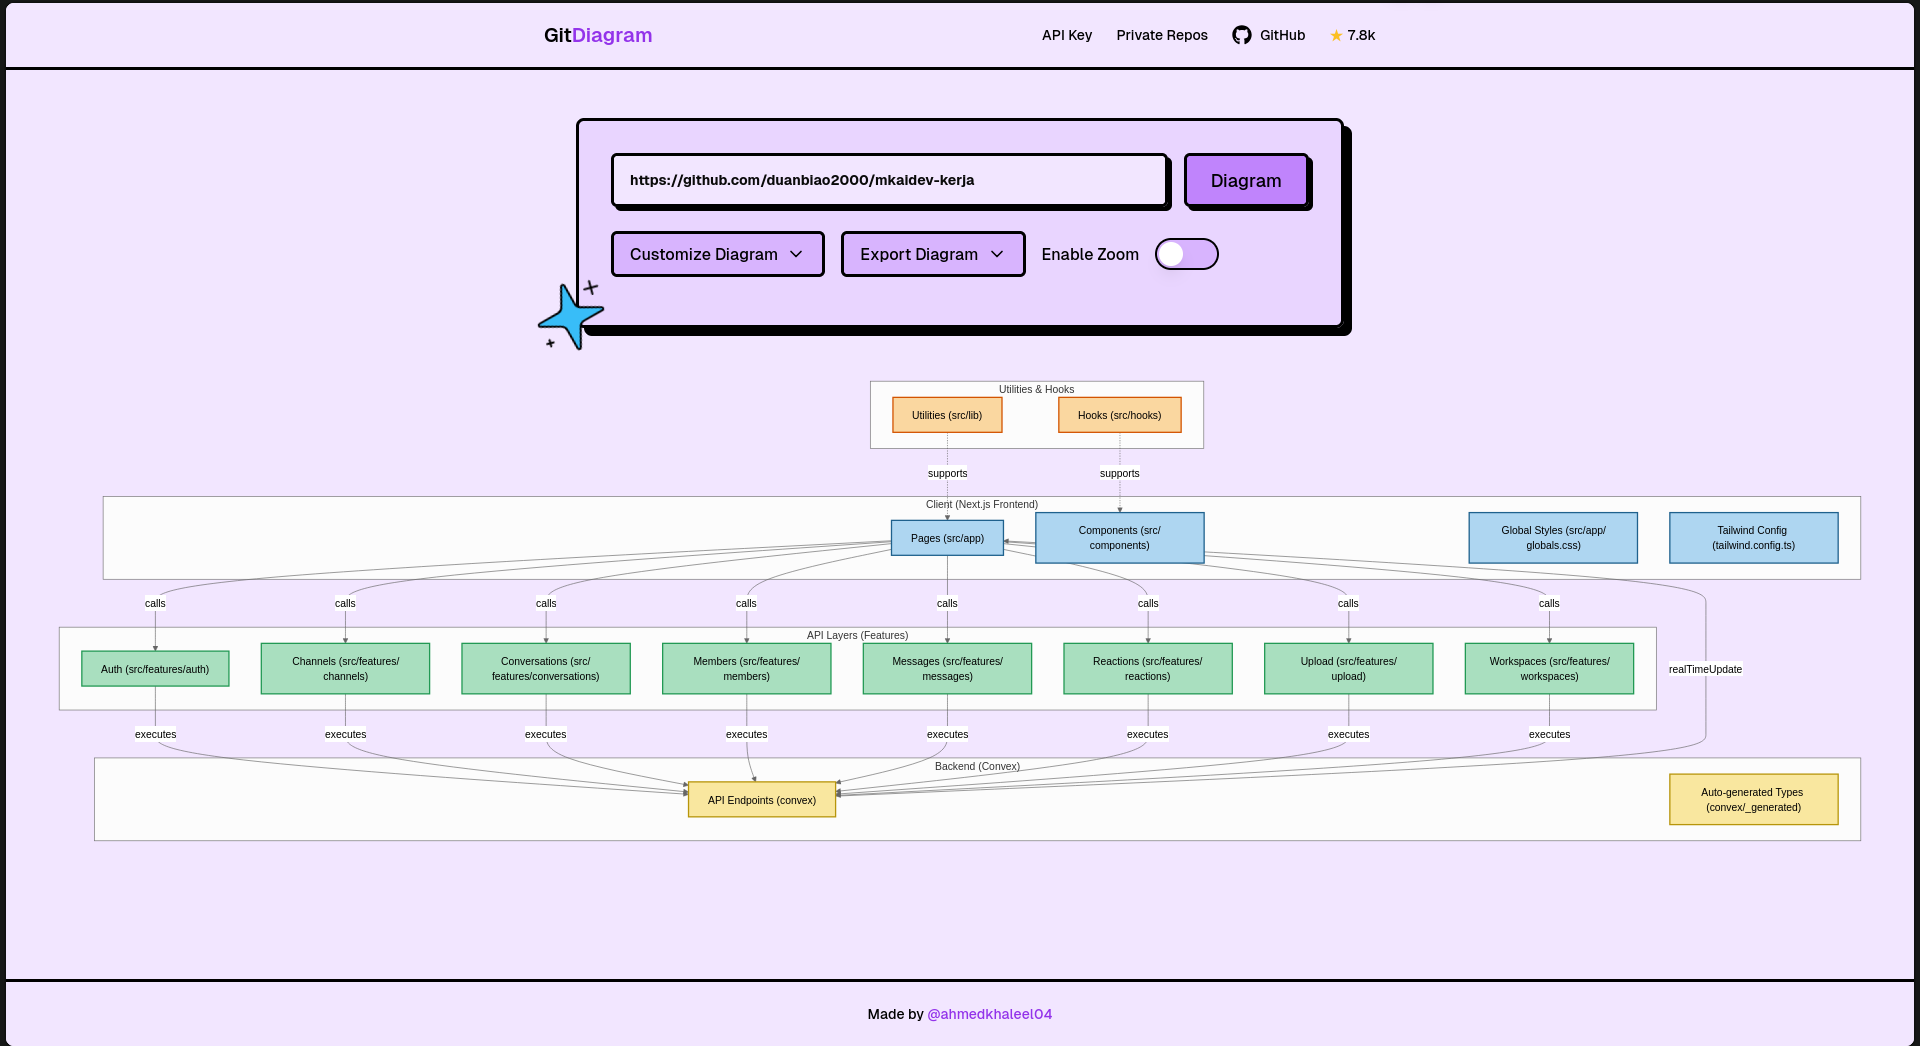 GitDiagram
API Key
Private Repos
GitHub
7.8k
https://github.com/duanbiao2000/mkaidev-kerja
Diagram
Customize Diagram
Export Diagram
Enable Zoom
Utilities & Hooks
Utilities (src/lib)
Hooks (src/hooks)
supports
supports
Client (Next.js Frontend)
Pages (src/app)
Components (src/
components)
Global Styles (src/app/
globals.css)
Tailwind Config
(tailwind.config.ts)
calls
calls
calls
calls
calls
calls
calls
calls
API Layers (Features)
Auth (src/features/auth)
Channels (src/features/
channels)
Conversations (src/
features/conversations)
Members (src/features/
members)
Messages (src/features/
messages)
Reactions (src/features/
reactions)
Upload (src/features/
upload)
Workspaces (src/features/
workspaces)
realTimeUpdate
executes
executes
executes
executes
executes
executes
executes
executes
Backend (Convex)
API Endpoints (convex)
Auto-generated Types
(convex/_generated)
Made by @ahmedkhaleel04